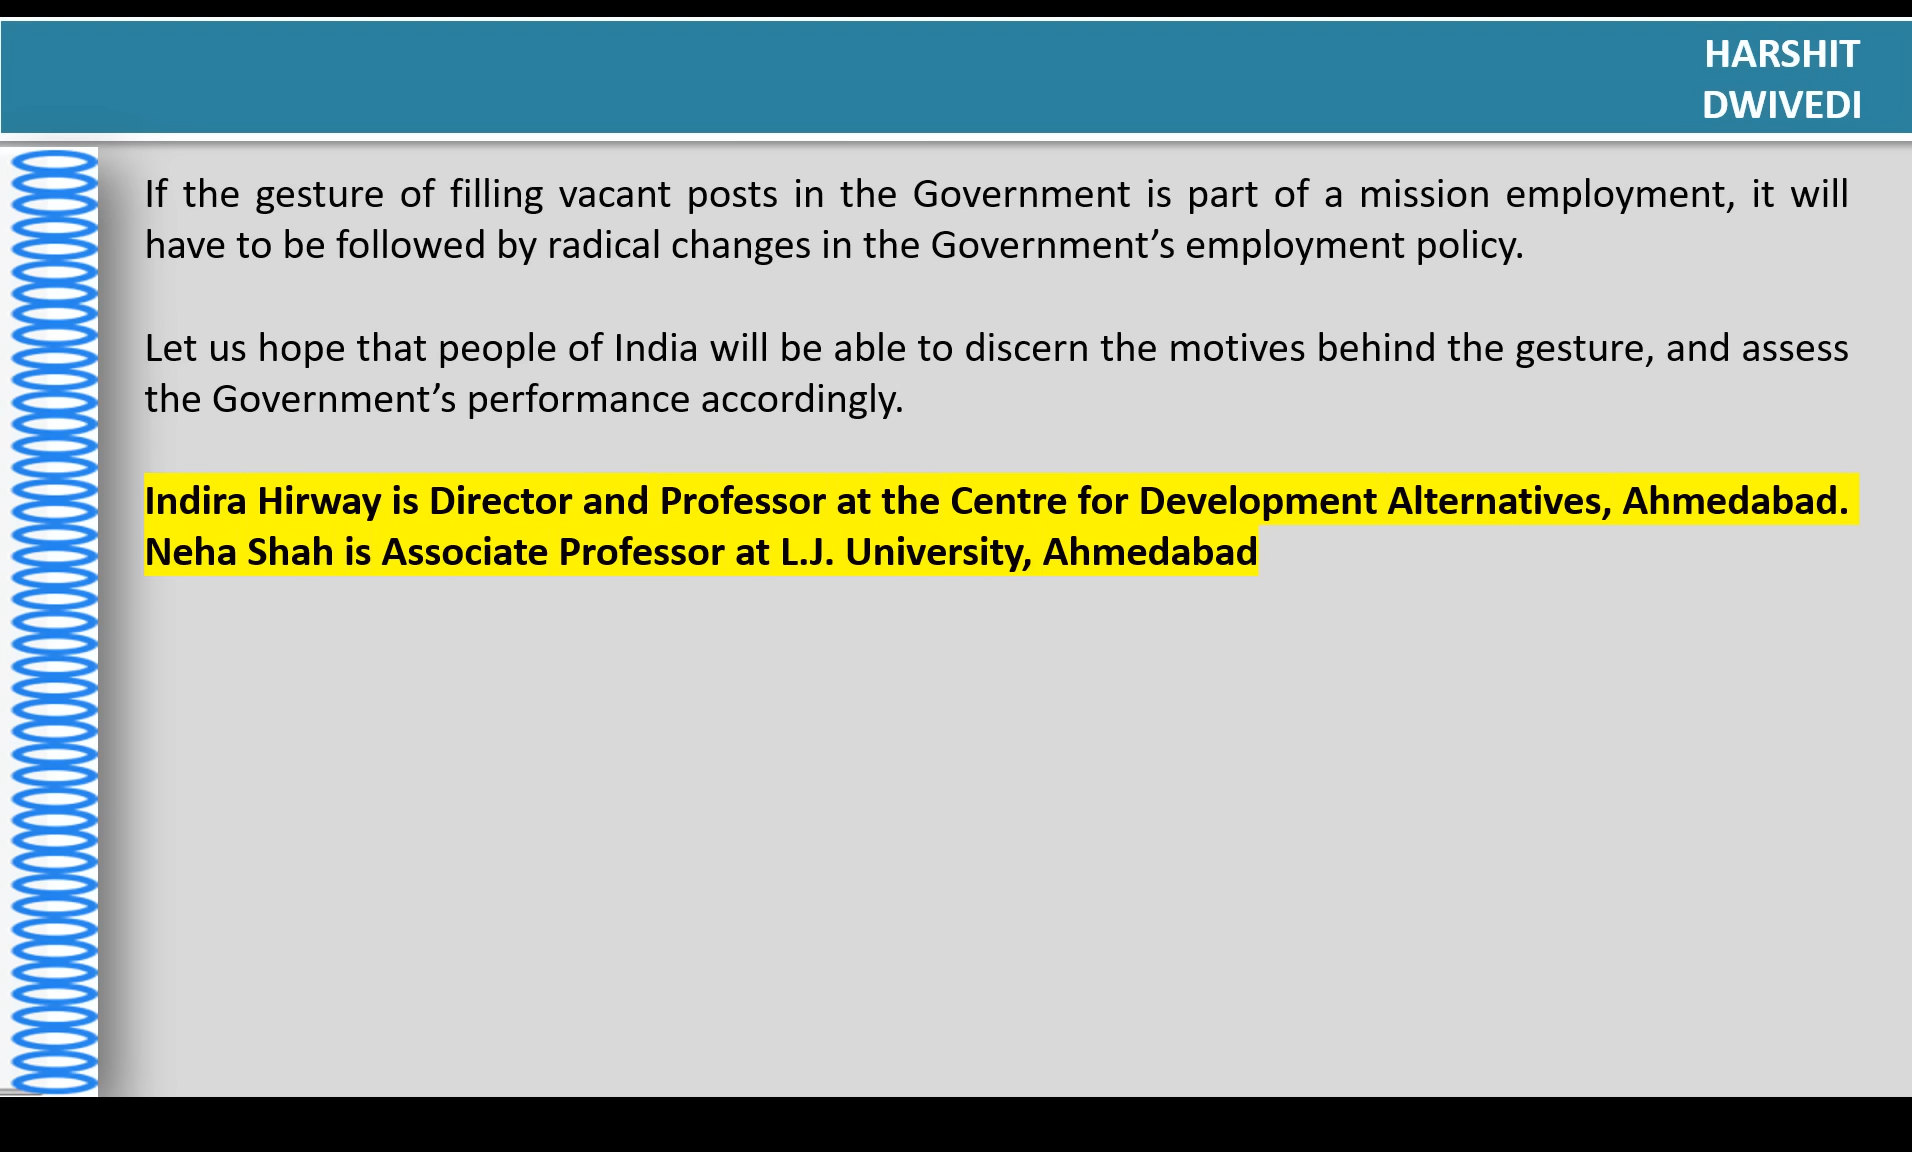 HARSHIT
DWIVEDI
If the gesture of filling vacant posts in the Government is part of a mission employment, it will
have to be followed by radical changes in the Government’s employment policy.
Let us hope that people of India will be able to discern the motives behind the gesture, and assess
the Government’s performance accordingly.
Indira Hirway is Director and Professor at the Centre for Development Alternatives, Ahmedabad.
Neha Shah is Associate Professor at L.J. University, Ahmedabad